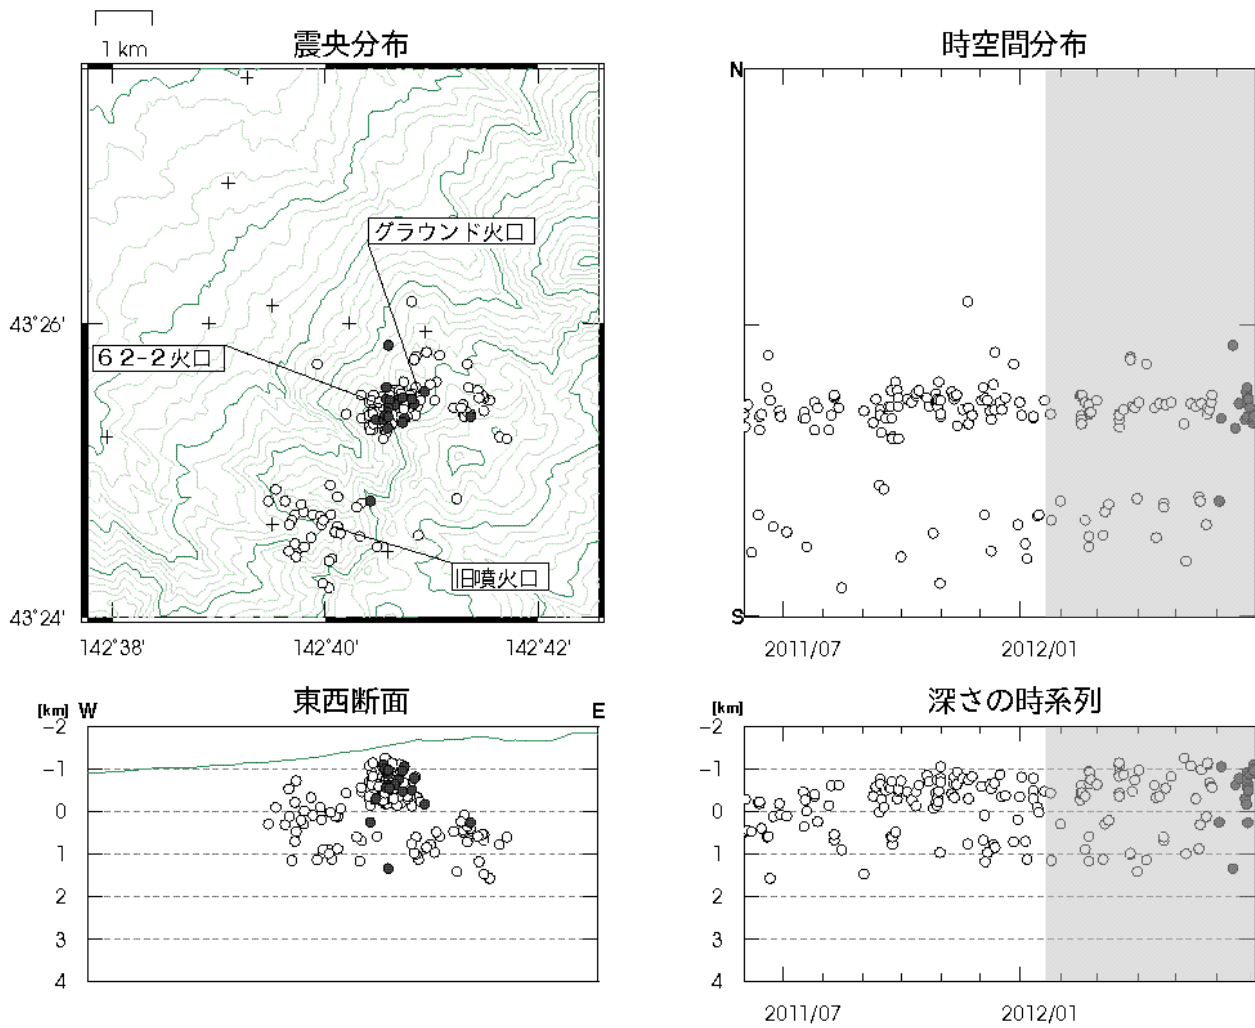 1 km
震央分布
時空間分布
N
グラウンド火口
43°26'
62-2火口
旧噴火口
43°24'
S
142°38'
142°40'
142°42'
2011/07
2012/01
東西断面
深さの時系列
[km]
W
E
[km]
-2
-1
0
1
2
3
4
-2
-1
0
1
2
3
4
2011/07
2012/01